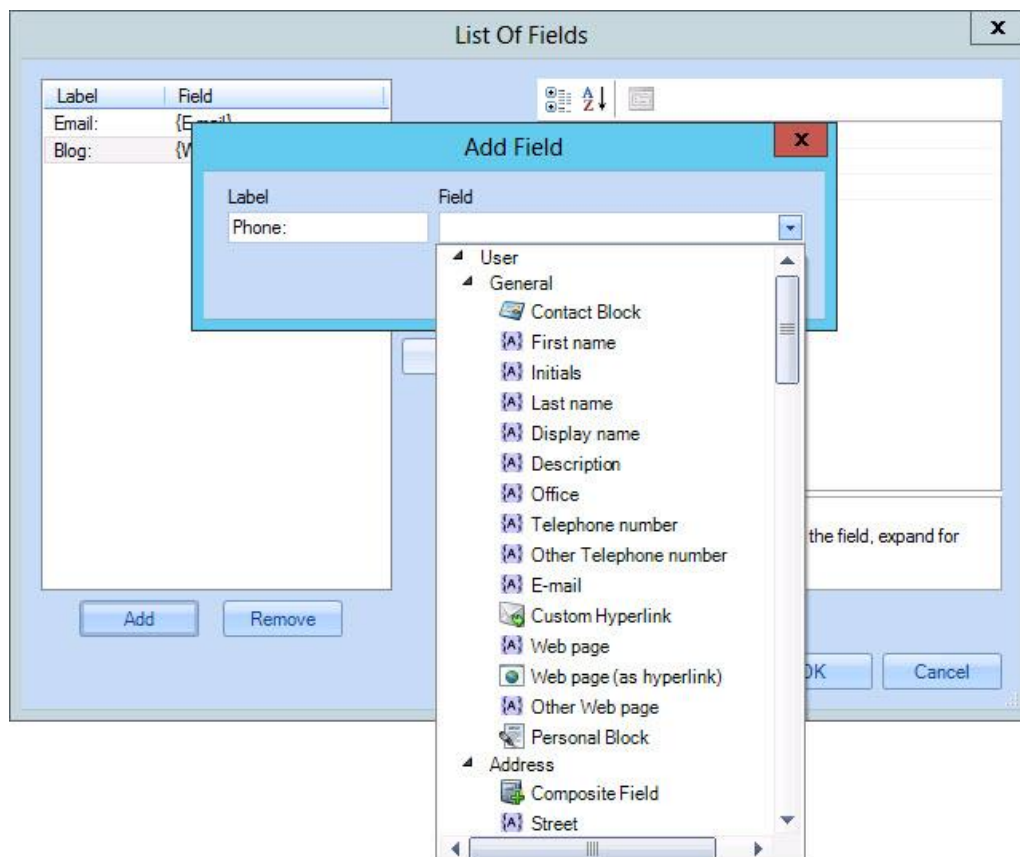 List Of Fields
x
Label Field
Email: {E-mail}
Blog: {W
A
Z
Add Field
x
Label Field
Phone:
User
General
Contact Block
{A} First name
{A} Initials
{A} Last name
{A} Display name
{A} Description
{A} Office
{A} Telephone number
the field, expand for
{A} Other Telephone number
{A} E-mail
Custom Hyperlink
{A} Web page
{A} Other Web page
Web page (as hyperlink)
Personal Block
Address
Composite Field
{A} Street
Add Remove
OK Cancel